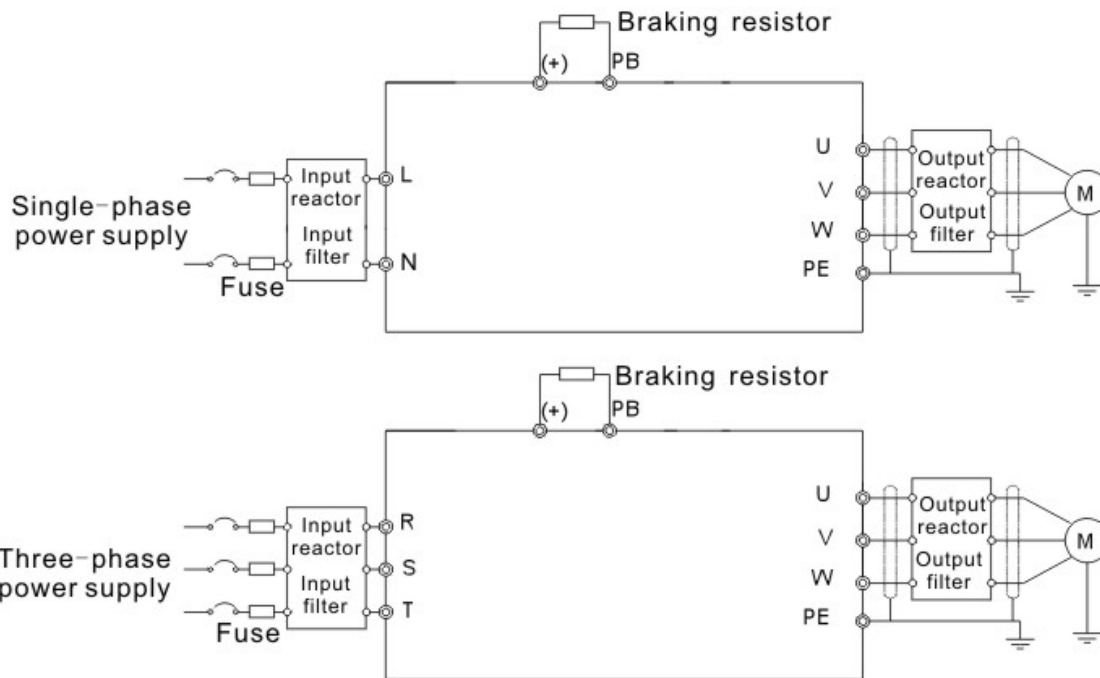 Braking resistor
(+)
PB
Single-phase
power supply
Fuse
Input
reactor
Input
filter
L
N
U
V
W
PE
Output
reactor
Output
filter
M
Braking resistor
(+)
PB
Three-phase
power supply
Fuse
Input
reactor
Input
filter
R
S
T
U
V
W
PE
Output
reactor
Output
filter
M